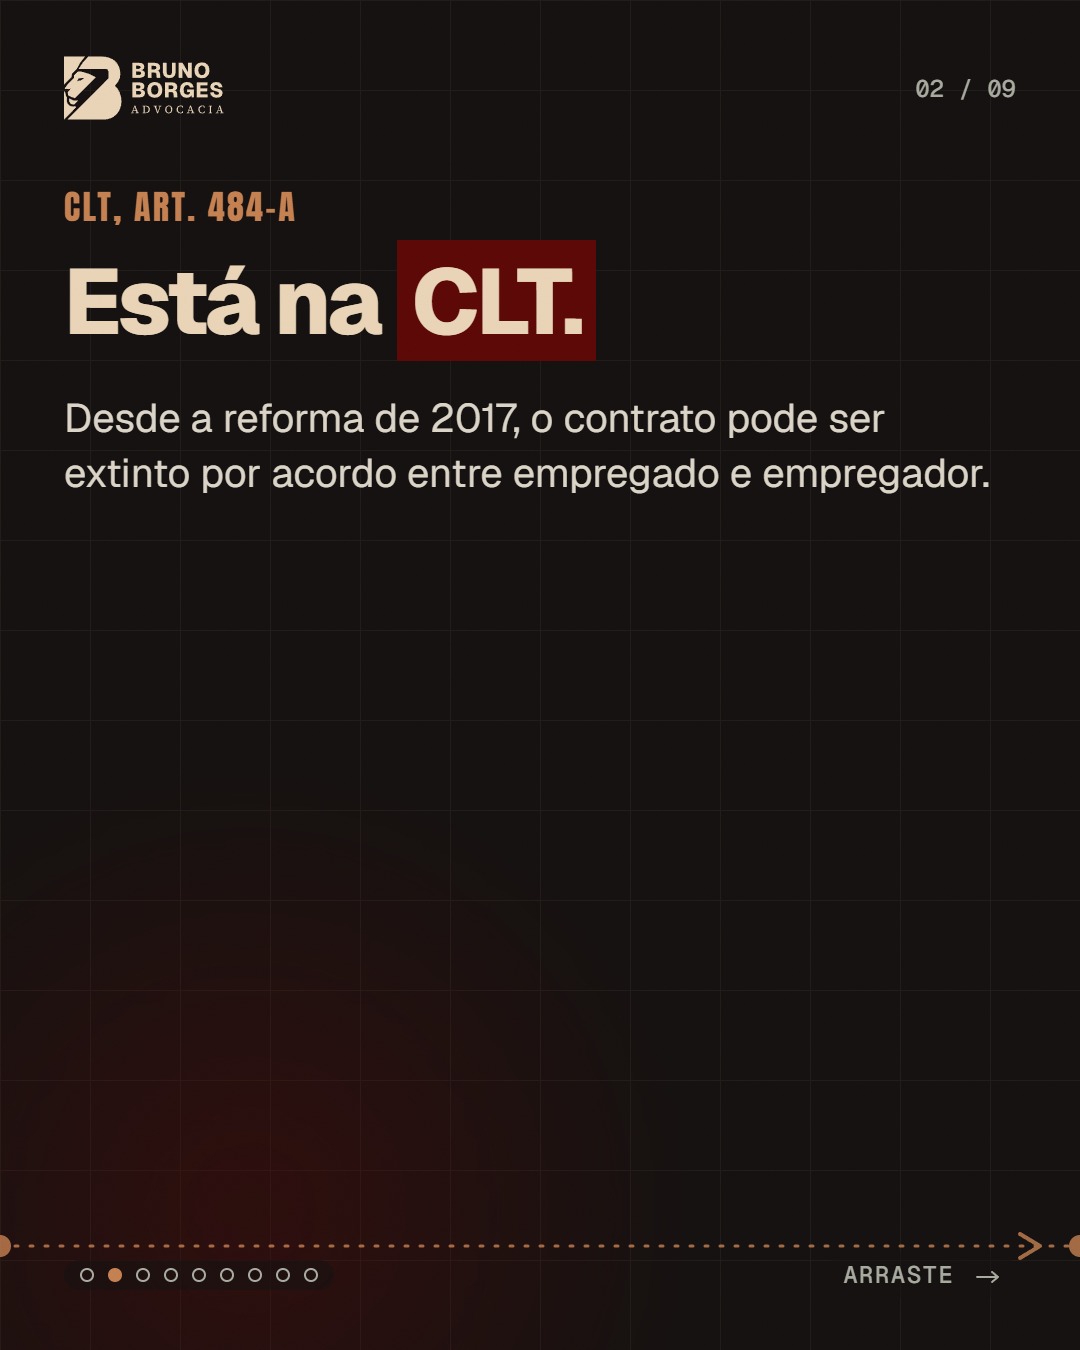 BRUNO
BORGES
ADVOCACIA
02 / 09
CLT, ART. 484-A
Está na CLT.
Desde a reforma de 2017, o contrato pode ser
extinto por acordo entre empregado e empregador.
ARRASTE →